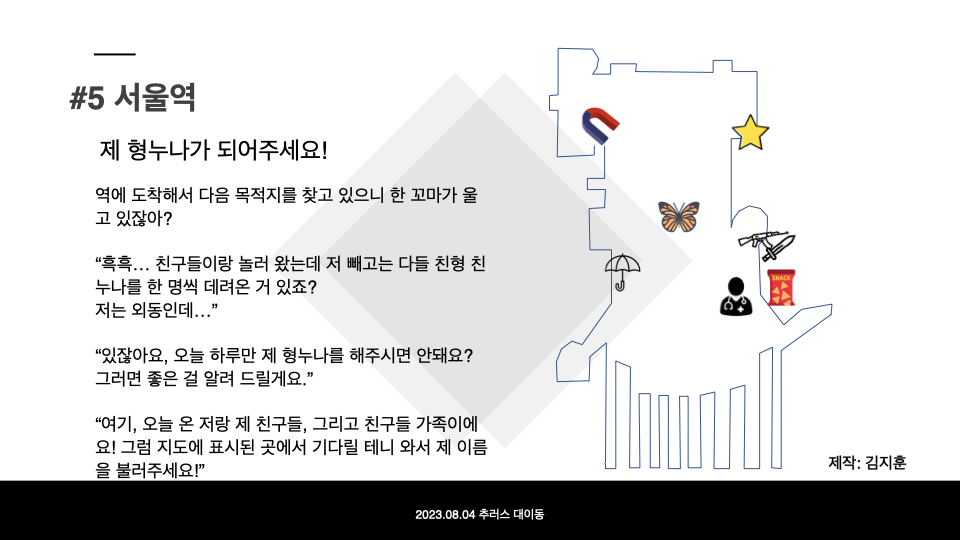 #5 서울역
제 형누나가 되어주세요!
역에 도착해서 다음 목적지를 찾고 있으니 한 꼬마가 울
고 있잖아?
“흑흑... 친구들이랑 놀러 왔는데 저 빼고는 다들 친형 친
누나를 한 명씩 데려온 거 있죠?
저는 외동인데...”
“있잖아요, 오늘 하루만 제 형누나를 해주시면 안돼요?
그러면 좋은 걸 알려 드릴게요.”
“여기, 오늘 온 저랑 제 친구들, 그리고 친구들 가족이에
요! 그럼 지도에 표시된 곳에서 기다릴 테니 와서 제 이름
을 불러주세요!”
SNACK
제작: 김지훈
2023.08.04 추러스 대이동